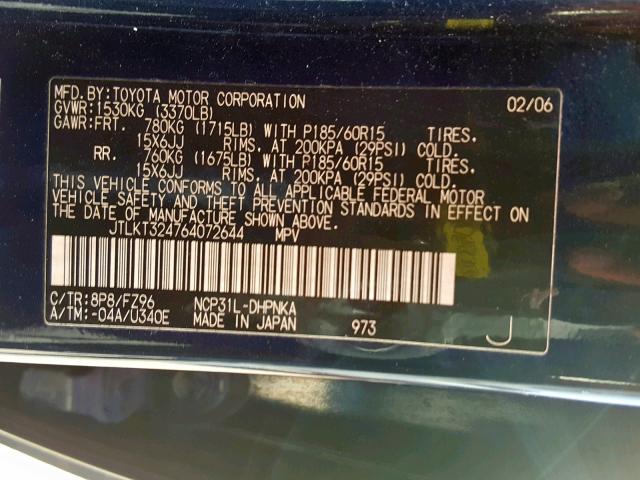 MFD.BY:TOYOTA MOTOR CORPORATION 02/06
GVWR:1530KG (3370LB)
GAWR:FRT. 780KG (1715LB) WITH P185/60R15 TIRES.
15X6JJ RIMS. AT 200KPA (29PSI) COLD.
RR. 760KG (1675LB) WITH P185/60R15 TIRES.
15X6JJ RIMS. AT 200KPA (29PSI) COLD.
THIS VEHICLE CONFORMS TO ALL APPLICABLE FEDERAL MOTOR
VEHICLE SAFETY AND THEFT PREVENTION STANDARDS IN EFFECT ON
THE DATE OF MANUFACTURE SHOWN ABOVE.
JTLKT324764072644 MPV
C/TR:8P8/FZ96 NCP31L-DHPNKA
A/TM:-04A/U340E MADE IN JAPAN 973 J